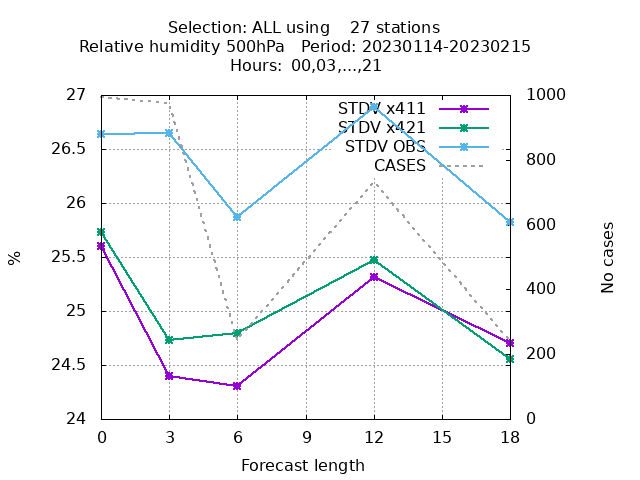 Selection: ALL using    27 stations
Relative humidity 500hPa   Period: 20230114-20230215
Hours: 00,03,...,21
27
26.5
26
25.5
25
24.5
24
%
STDV x411
STDV x421
STDV OBS
CASES
1000
800
600
400
200
0
No cases
0 3 6 9 12 15 18
Forecast length